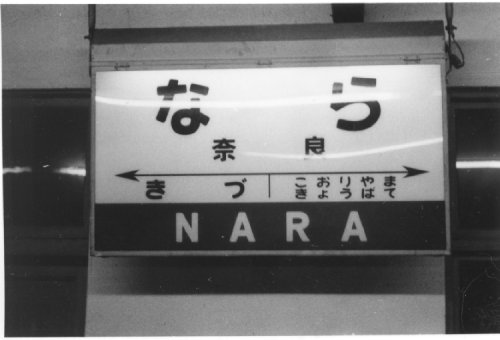 なら
奈良
きづ こおりやま
きょうばて
NARA